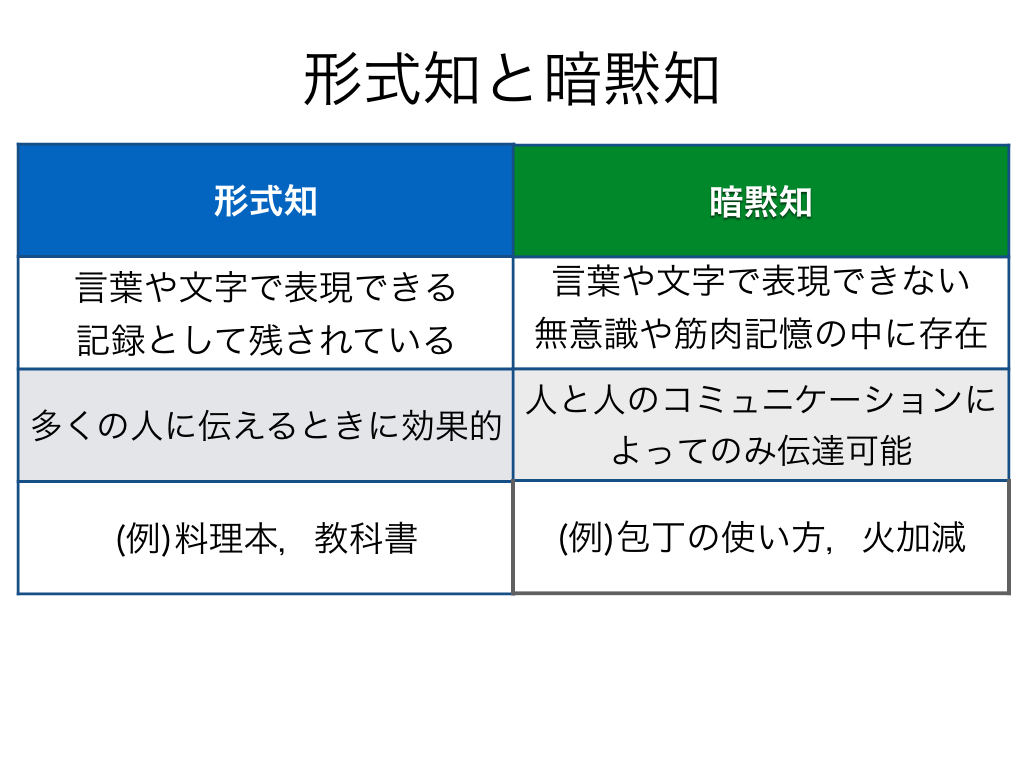 形式知と暗黙知
形式知
暗黙知
言葉や文字で表現できる
記録として残されている
言葉や文字で表現できない
無意識や筋肉記憶の中に存在
多くの人に伝えるときに効果的
人と人のコミュニケーションに
よってのみ伝達可能
(例)料理本，教科書
(例)包丁の使い方，火加減